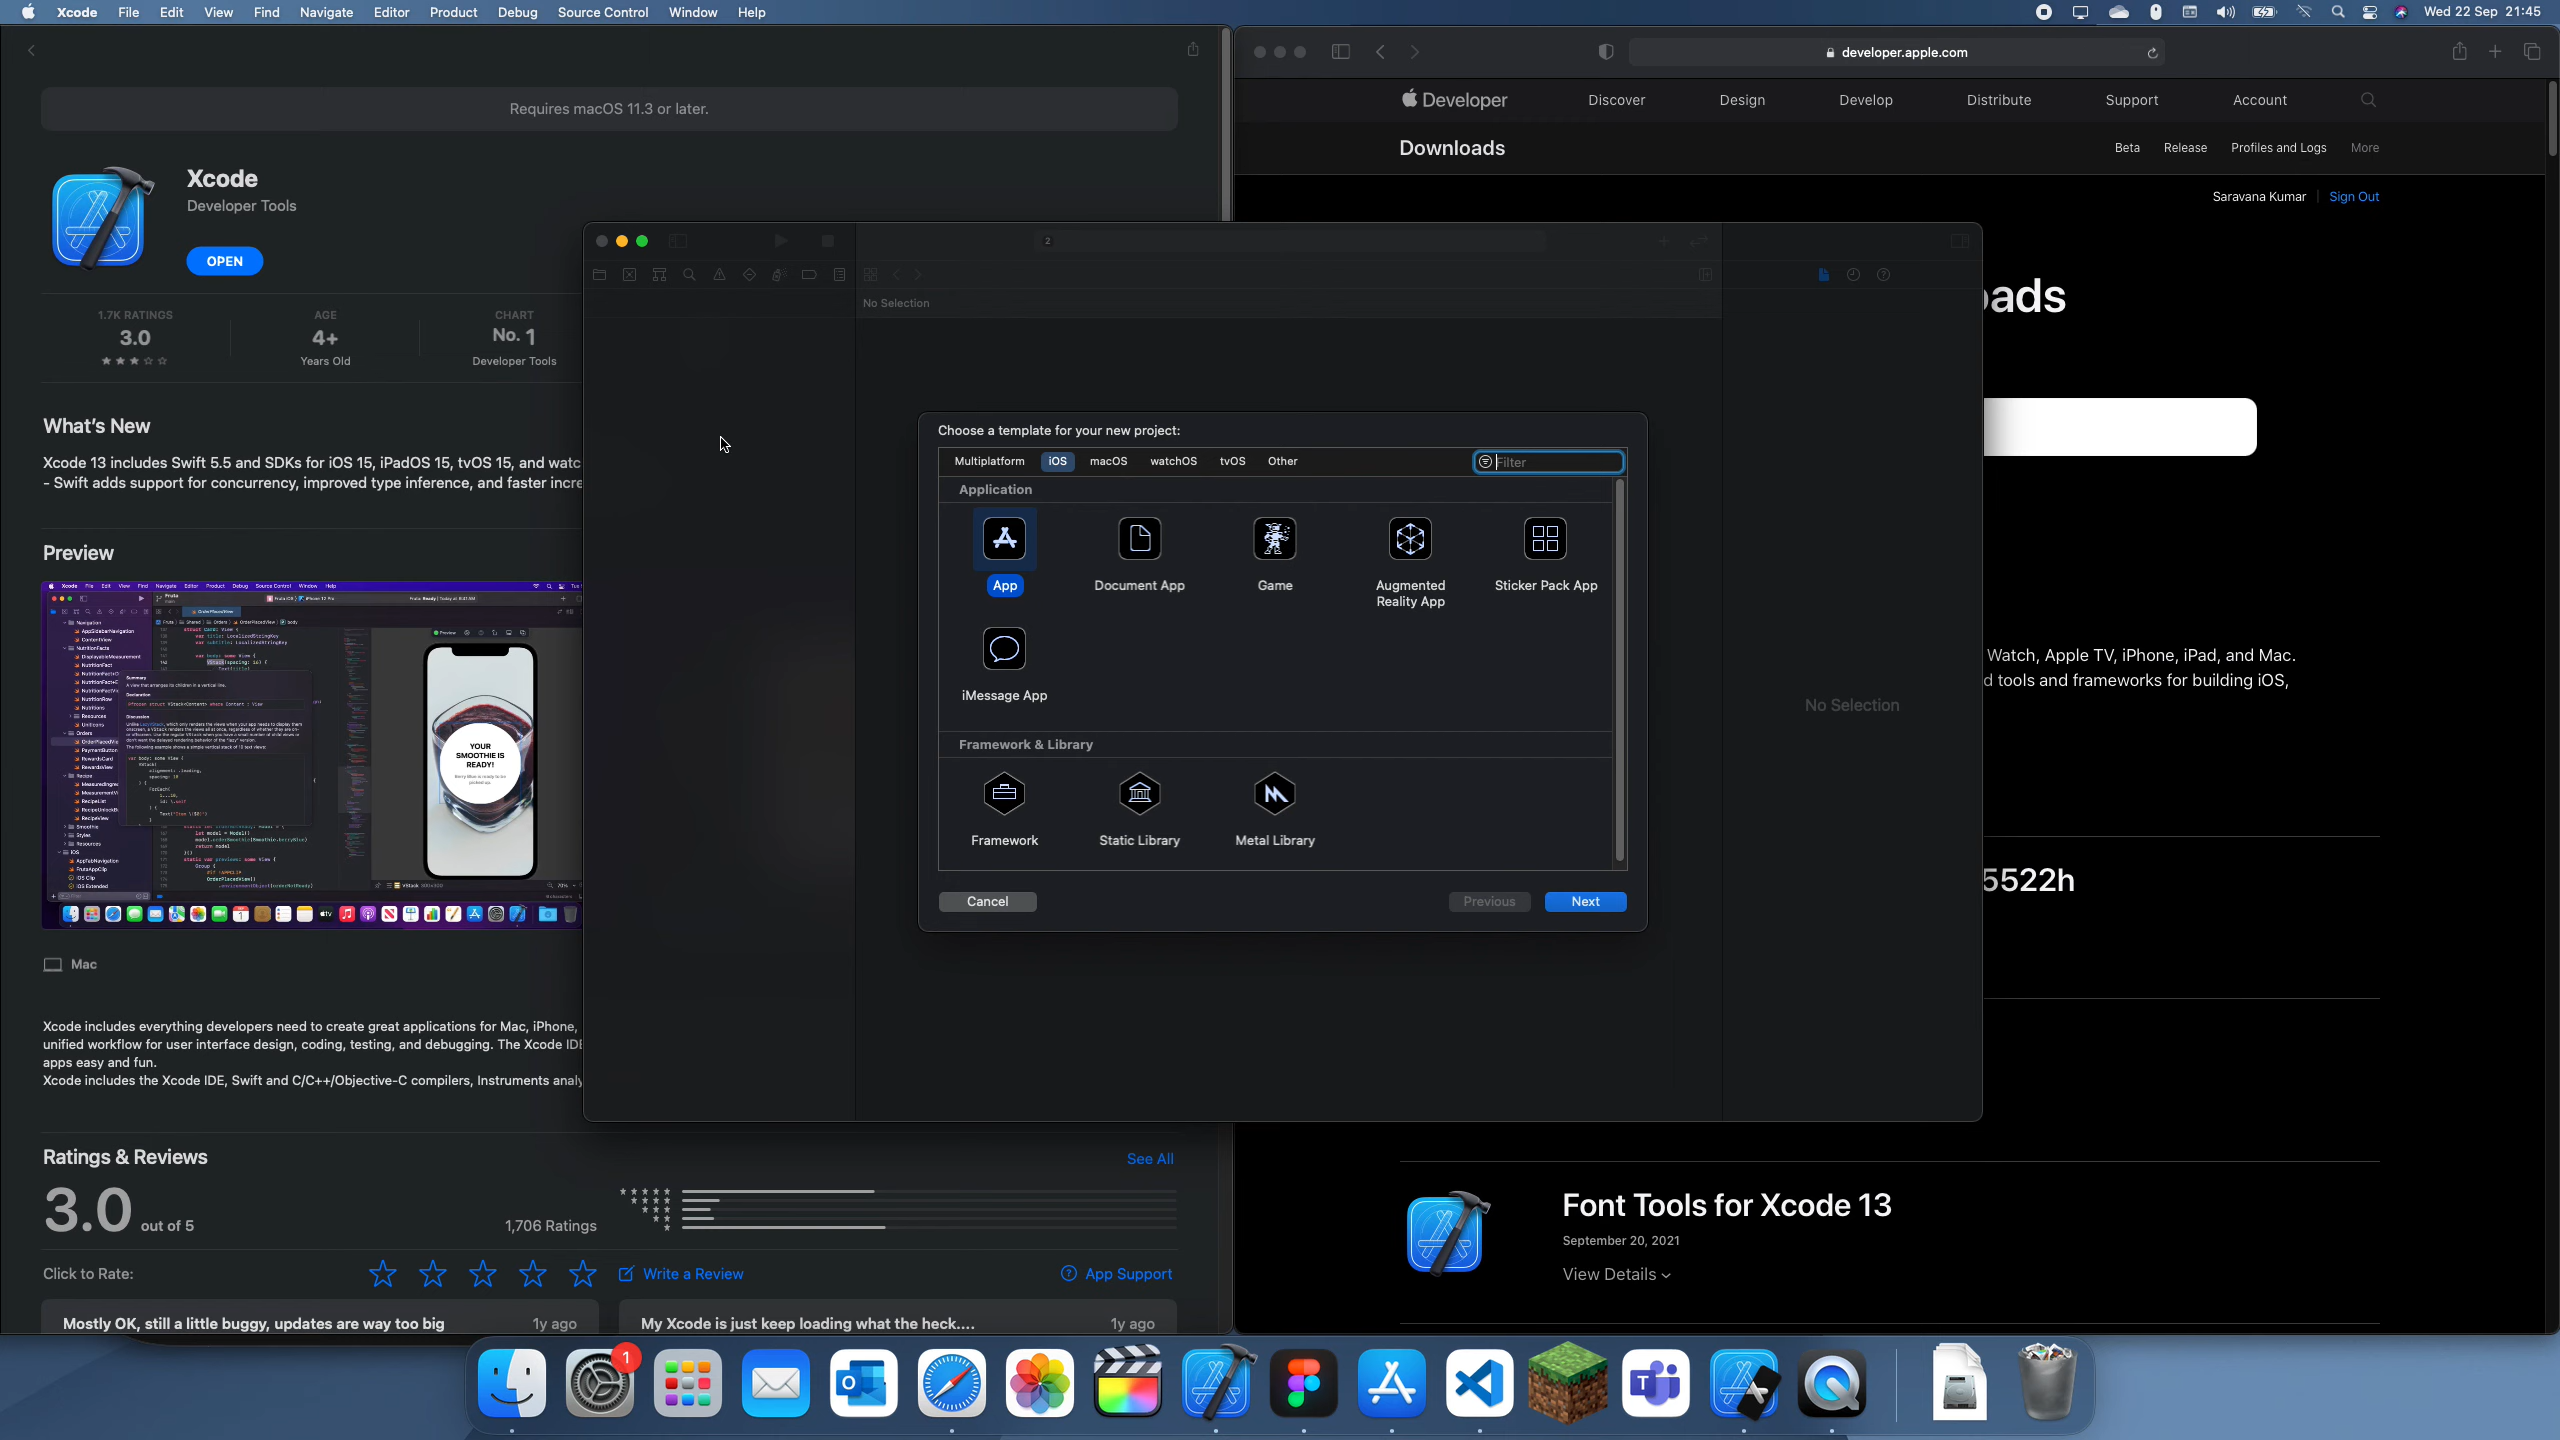 Xcode File Edit View Find Navigate Editor Product Debug Source Control Window Help
Wed 22 Sep 21:45
Requires macOS 11.3 or later.
Xcode
Developer Tools
OPEN
1.7K RATINGS
3.0
AGE
4+
Years Old
CHART
No. 1
Developer Tools
What's New
Xcode 13 includes Swift 5.5 and SDKs for iOS 15, iPadOS 15, tvOS 15, and watc
- Swift adds support for concurrency, improved type inference, and faster incre
Preview
YOUR
SMOOTHIE IS
READY!
Mac
Xcode includes everything developers need to create great applications for Mac, iPhone,
unified workflow for user interface design, coding, testing, and debugging. The Xcode IDE
apps easy and fun.
Xcode includes the Xcode IDE, Swift and C/C++/Objective-C compilers, Instruments analy
Ratings & Reviews
See All
3.0 out of 5
1,706 Ratings
Click to Rate:
Write a Review
App Support
Mostly OK, still a little buggy, updates are way too big 1y ago
My Xcode is just keep loading what the heck.... 1y ago
2
No Selection
Choose a template for your new project:
Multiplatform iOS macOS watchOS tvOS Other
Filter
Application
App
Document App
Game
Augmented
Reality App
Sticker Pack App
iMessage App
Framework & Library
Framework
Static Library
Metal Library
Cancel
Previous
Next
No Selection
developer.apple.com
Developer Discover Design Develop Distribute Support Account
Downloads
Beta Release Profiles and Logs More
Saravana Kumar Sign Out
oads
Watch, Apple TV, iPhone, iPad, and Mac.
d tools and frameworks for building iOS,
5522h
Font Tools for Xcode 13
September 20, 2021
View Details
1